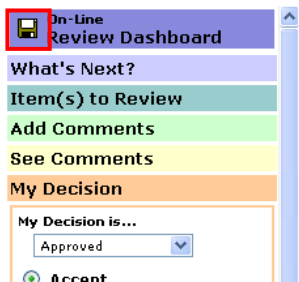 On-Line
Review Dashboard
What's Next?
Item(s) to Review
Add Comments
See Comments
My Decision
My Decision is...
Approved
Accept